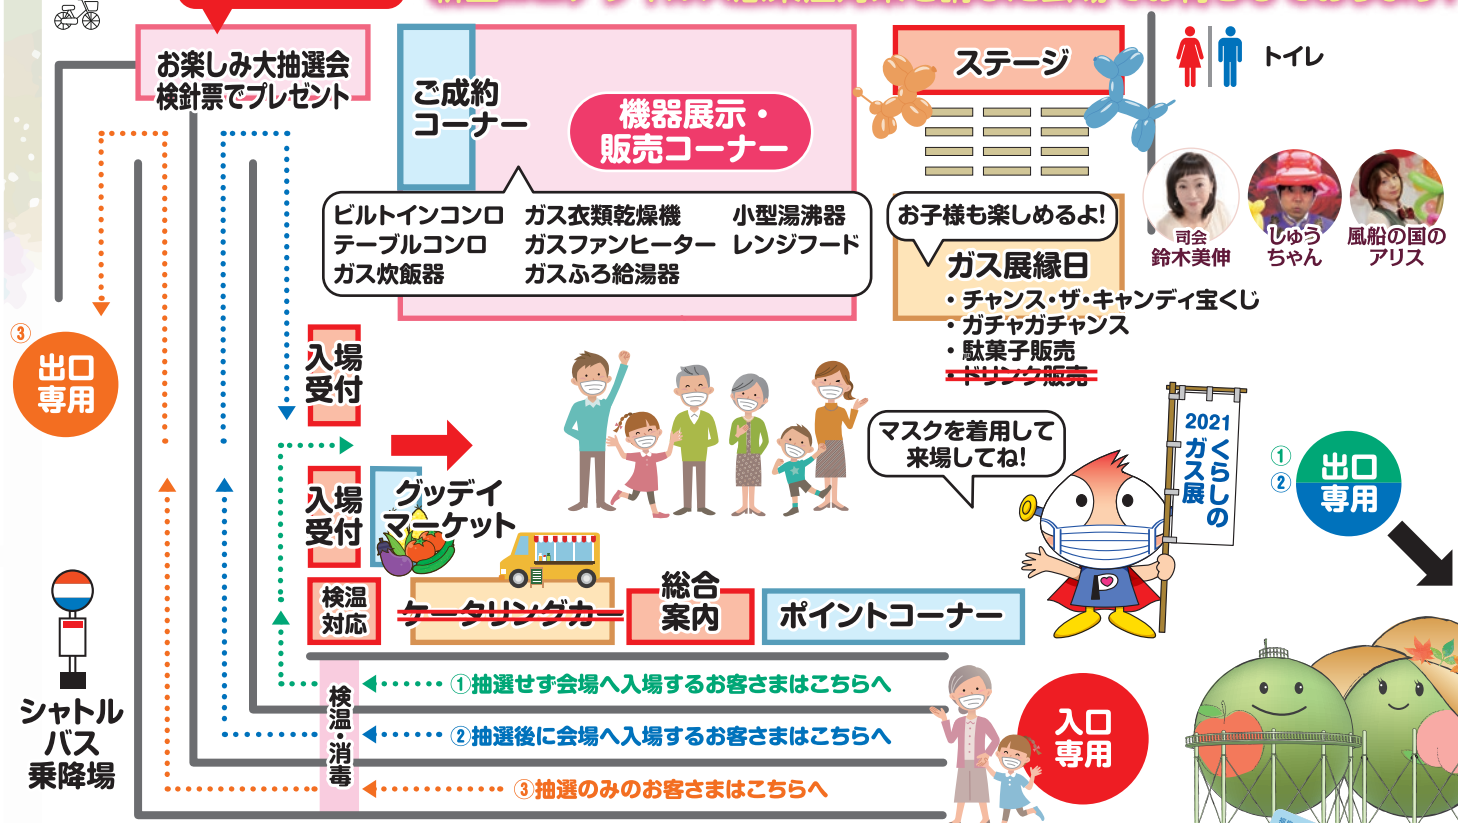 お楽しみ大抽選会
検針票でプレゼント
ご成約
コーナー
機器展示・
販売コーナー
ステージ
トイレ
ビルトインコンロ
テーブルコンロ
ガス炊飯器
ガス衣類乾燥機
ガスファンヒーター
ガスふろ給湯器
小型湯沸器
レンジフード
お子様も楽しめるよ!
ガス展縁日
・チャンス・ザ・キャンディ宝くじ
・ガチャガチャンス
・駄菓子販売
・ドリンク販売
司会
鈴木美伸
しゅう
ちゃん
風船の国の
アリス
③
出口
専用
入場
受付
入場
受付
グッデイ
マーケット
検温
対応
ケータリングカー
総合
案内
ポイントコーナー
マスクを着用して
来場してね!
2021
くらしの
ガス展
①
②
出口
専用
シャトル
バス
乗降場
検温・消毒
①抽選せず会場へ入場するお客さまはこちらへ
②抽選後に会場へ入場するお客さまはこちらへ
③抽選のみのお客さまはこちらへ
入口
専用